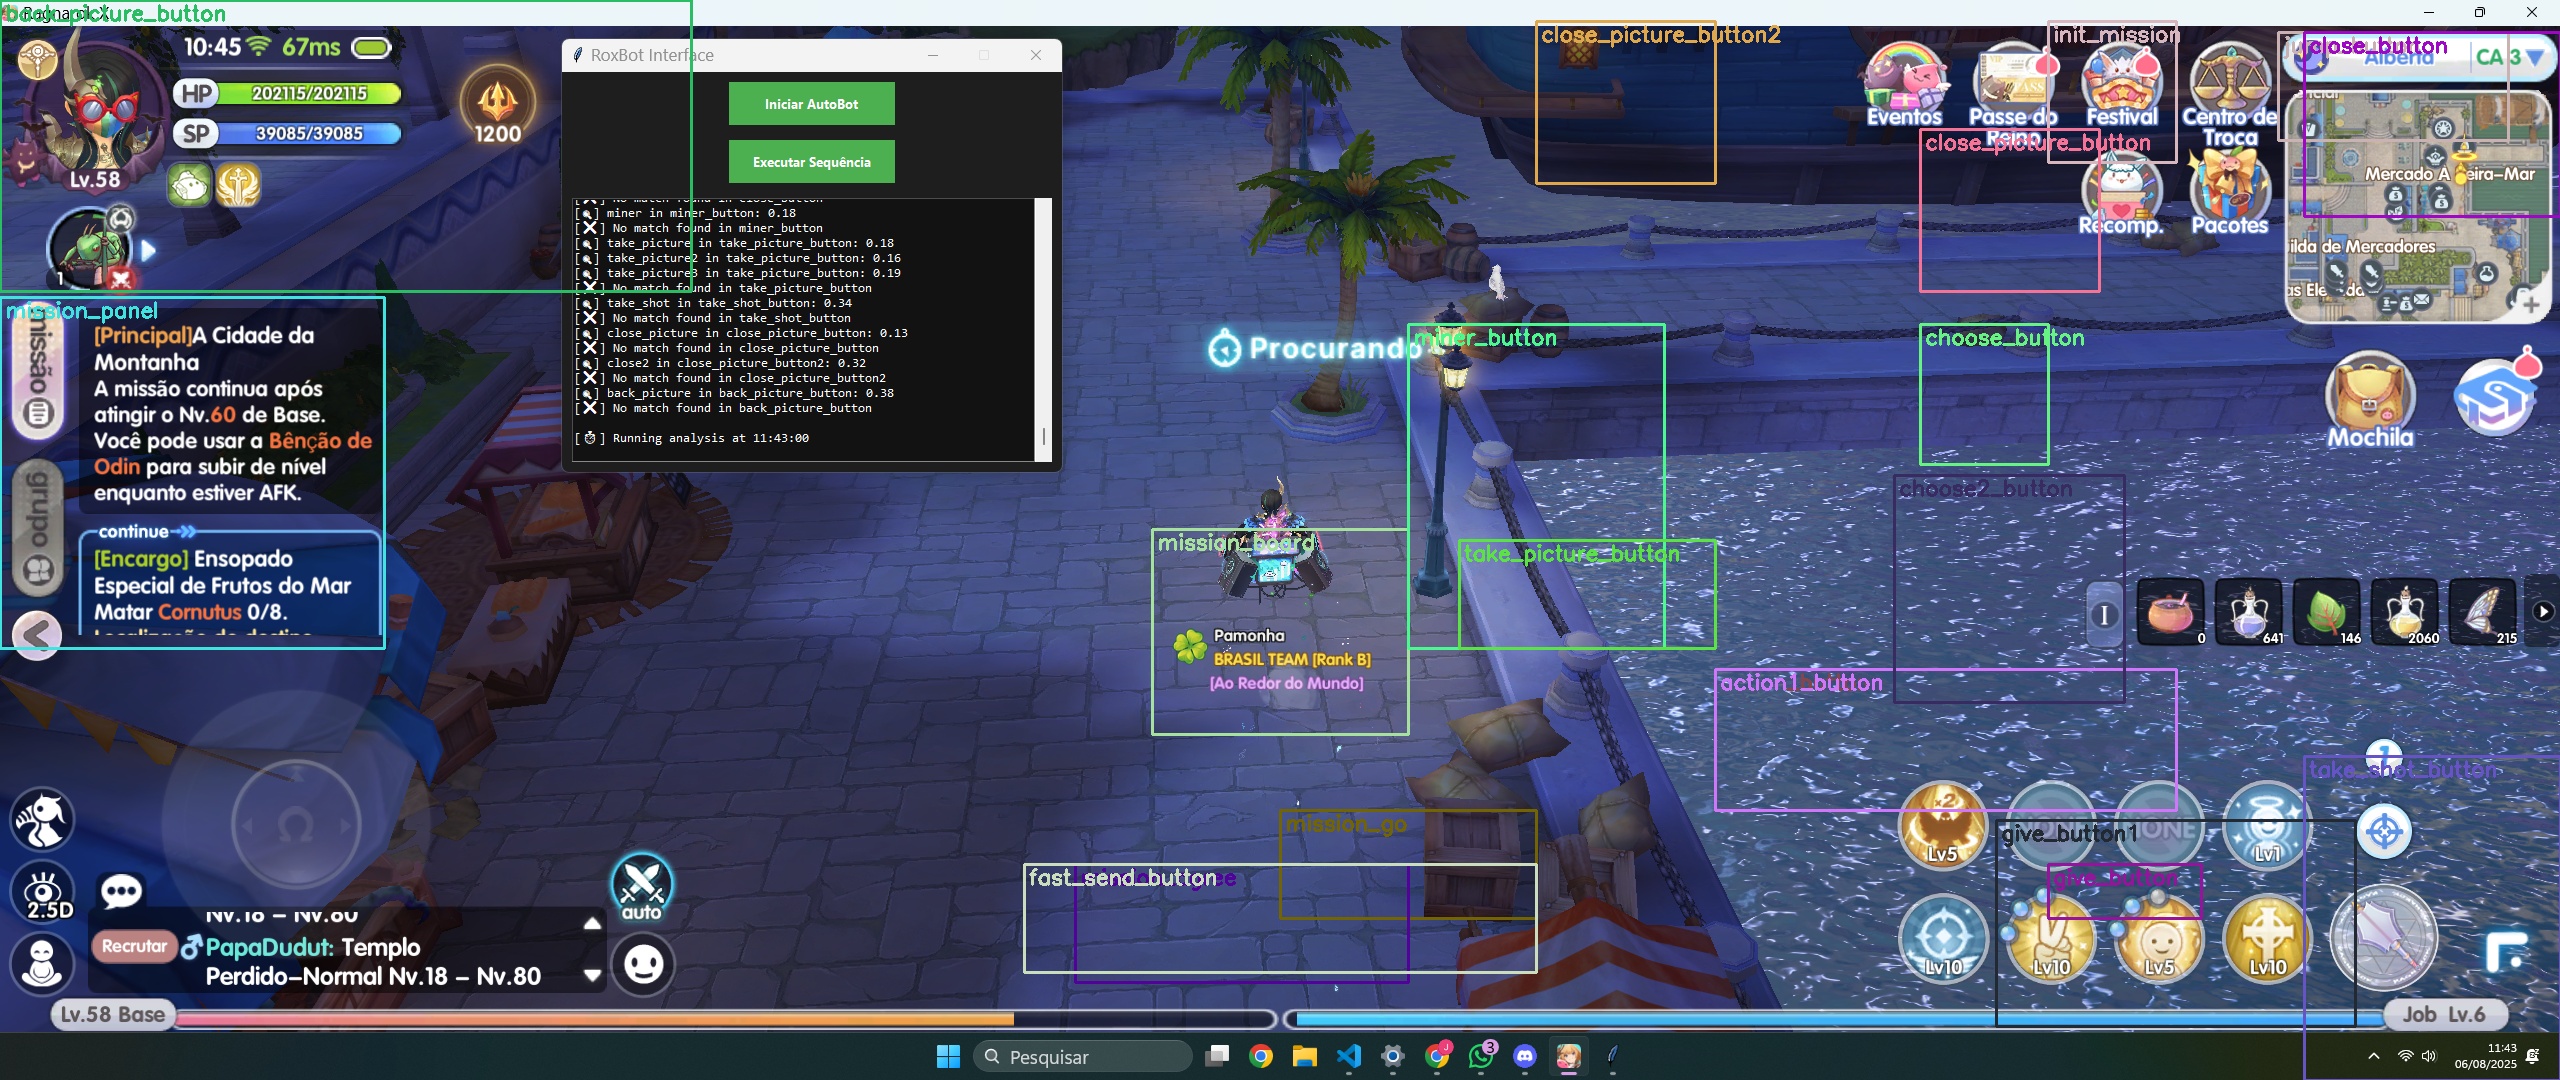 back_picture_button
Ragnarok X
10:45
67ms
HP
202115/202115
SP
39085/39085
1200
Lv.58
1
RoxBot Interface
Iniciar AutoBot
Executar Sequência
[🔍] miner in miner_button: 0.18
[❌] No match found in miner_button
[🔍] take_picture in take_picture_button: 0.18
[🔍] take_picture2 in take_picture_button: 0.16
[🔍] take_picture3 in take_picture_button: 0.19
[❌] No match found in take_picture_button
[🔍] take_shot in take_shot_button: 0.34
[❌] No match found in take_shot_button
[🔍] close_picture in close_picture_button: 0.13
[❌] No match found in close_picture_button
[🔍] close2 in close_picture_button2: 0.32
[❌] No match found in close_picture_button2
[🔍] back_picture in back_picture_button: 0.38
[❌] No match found in back_picture_button
[⏱] Running analysis at 11:43:00
close_picture_button2
init_mission
close_button
Alberta
CA 3
Eventos
Passe do Reino
Festival
Centro de Troca
close_picture_button
Recomp.
Pacotes
ilda de Mercadores
mission_panel
missão
[Principal]A Cidade da
Montanha
A missão continua após
atingir o Nv.60 de Base.
Você pode usar a Bênção de
Odin para subir de nível
enquanto estiver AFK.
grupo
continue
[Encargo] Ensopado
Especial de Frutos do Mar
Matar Cornutus 0/8.
Procurando
miner_button
choose_button
Mochila
choose2_button
mission_board
take_picture_button
Pamonha
BRASIL TEAM [Rank B]
[Ao Redor do Mundo]
I
0
641
146
2060
215
action1_button
take_shot_button
mission_go
give_button1
fast_send_button
give_button
Lv5
Lv1
Lv10
Lv10
Lv5
Lv10
2.5D
auto
Nv.18 – Nv.80
Recrutar
PapaDudut: Templo
Perdido–Normal Nv.18 – Nv.80
Lv.58 Base
Job Lv.6
Pesquisar
3
11:43
06/08/2025